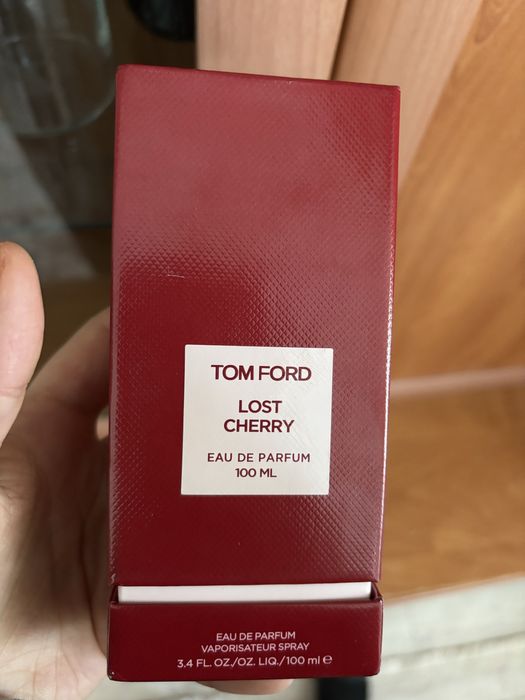 TOM FORD
LOST
CHERRY
EAU DE PARFUM
100 ML
EAU DE PARFUM
VAPORISATEUR SPRAY
3.4 FL. OZ./OZ. LIQ./100 ml ℮